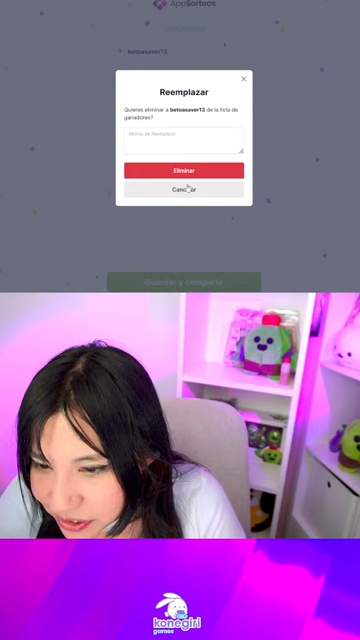 AppSorteos
betoasaver13
Reemplazar
Quieres eliminar a betoasaver13 de la lista de
ganadores?
Motivo de Reemplazo
Eliminar
Cancelar
Guardar y compartir
konegiri
games